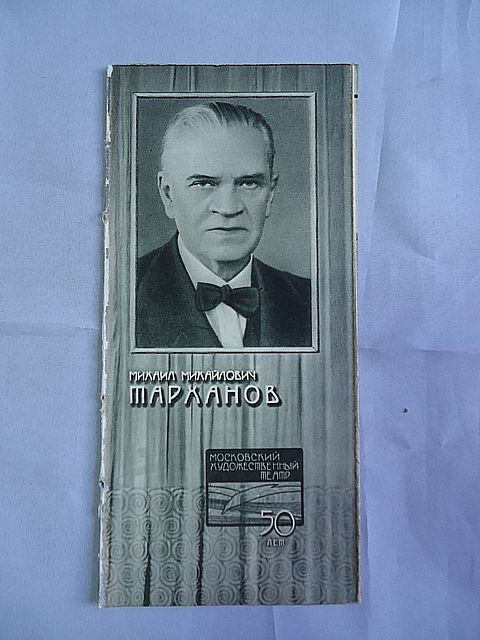 МИХАИЛ МИХАЙЛОВИЧ
ТАРХАНОВ
МОСКОВСКИЙ
ХУДОЖЕСТВЕННЫЙ
ТЕАТР
50
ЛЕТ